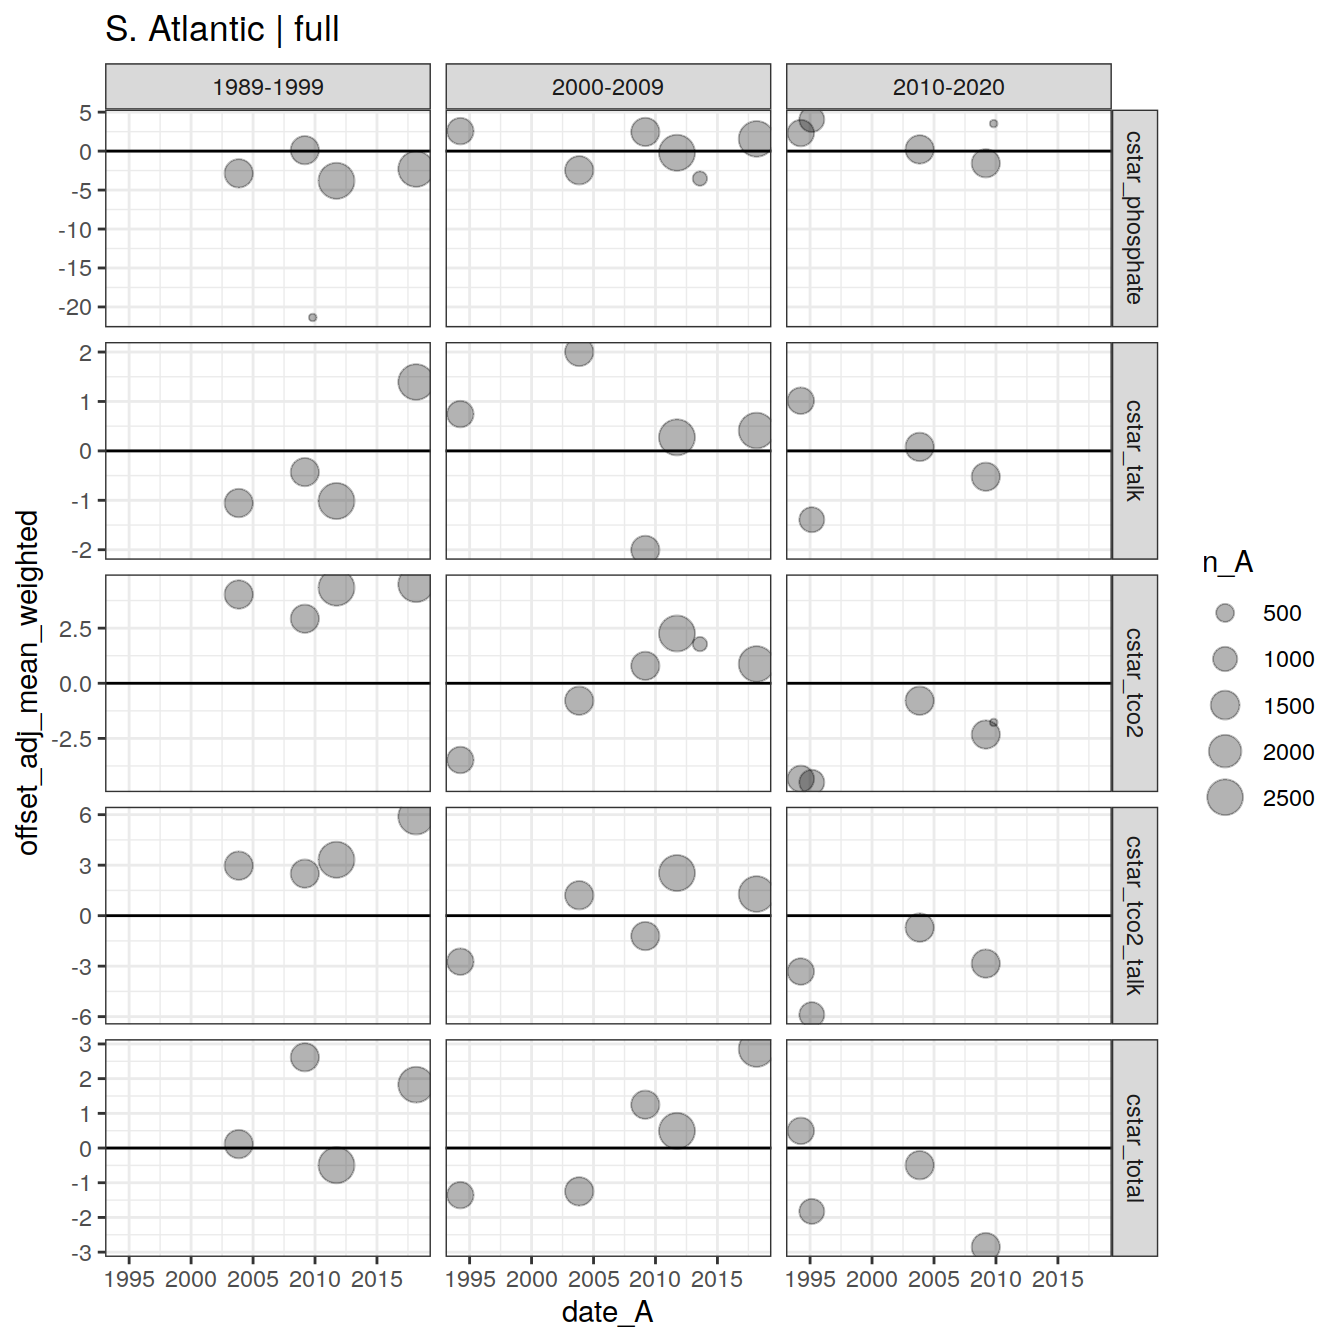 S. Atlantic | full
1989-1999 2000-2009 2010-2020
5
0
-5
-10
-15
-20
cstar_phosphate
2
1
0
-1
-2
cstar_talk
2.5
0.0
-2.5
cstar_tco2
6
3
0
-3
-6
cstar_tco2_talk
3
2
1
0
-1
-2
-3
cstar_total
offset_adj_mean_weighted
1995 2000 2005 2010 2015 1995 2000 2005 2010 2015 1995 2000 2005 2010 2015
date_A
n_A
500
1000
1500
2000
2500